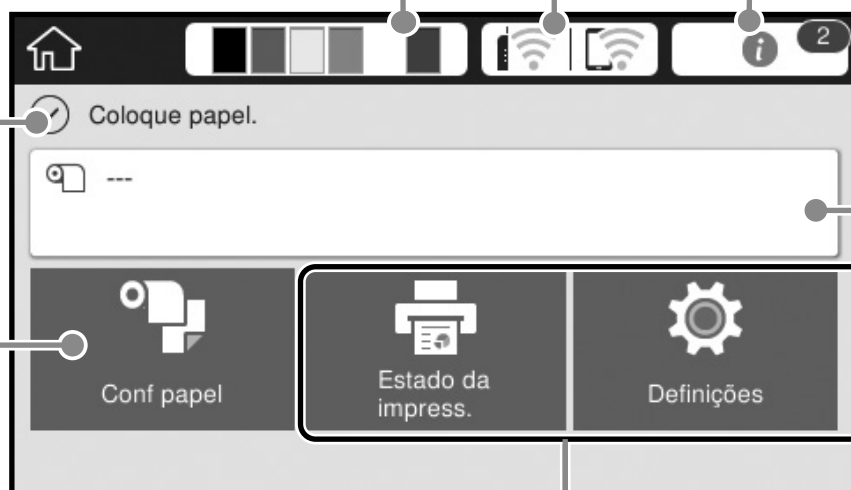 2
Coloque papel.
---
Conf papel
Estado da
impress.
Definições